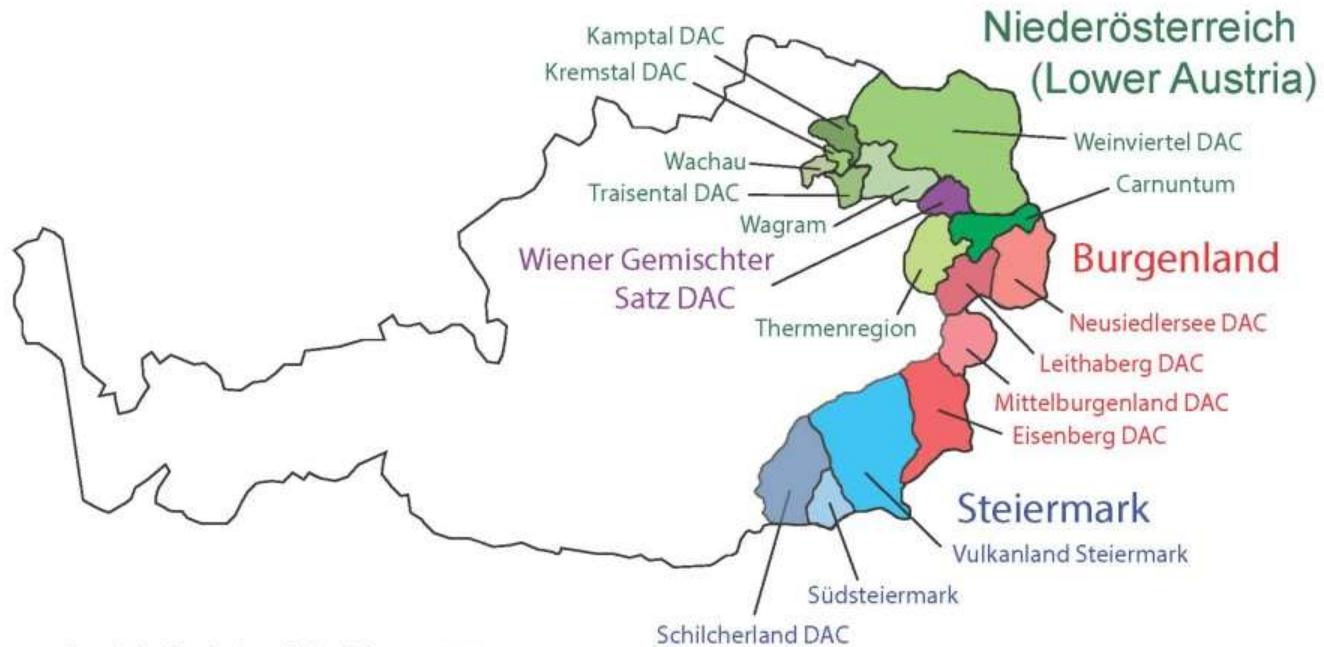 Niederösterreich
(Lower Austria)
Kamptal DAC
Kremstal DAC
Wachau
Traisental DAC
Wagram
Wiener Gemischter
Satz DAC
Thermenregion
Weinviertel DAC
Carnuntum
Burgenland
Neusiedlersee DAC
Leithaberg DAC
Mittelburgenland DAC
Eisenberg DAC
Steiermark
Vulkanland Steiermark
Südsteiermark
Schilcherland DAC